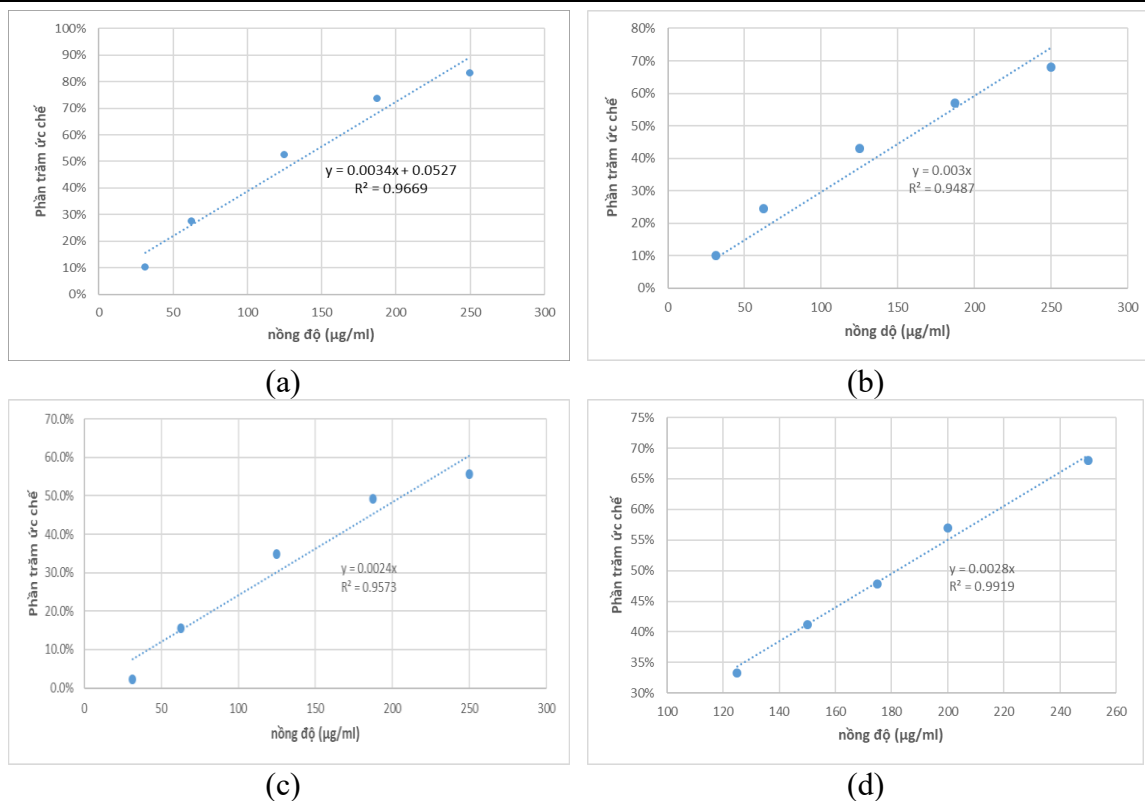 100%
90%
80%
70%
60%
50%
40%
30%
20%
10%
0%
Phần trăm ức chế
y = 0.0034x + 0.0527
R² = 0.9669
0 50 100 150 200 250 300
nồng độ (µg/ml)
(a)
80%
70%
60%
50%
40%
30%
20%
10%
0%
Phần trăm ức chế
y = 0.003x
R² = 0.9487
0 50 100 150 200 250 300
nồng dộ (µg/ml)
(b)
70.0%
60.0%
50.0%
40.0%
30.0%
20.0%
10.0%
0.0%
Phần trăm ức chế
y = 0.0024x
R² = 0.9573
0 50 100 150 200 250 300
nồng độ (µg/ml)
(c)
75%
70%
65%
60%
55%
50%
45%
40%
35%
30%
Phần trăm ức chế
y = 0.0028x
R² = 0.9919
100 120 140 160 180 200 220 240 260
nồng độ (µg/ml)
(d)